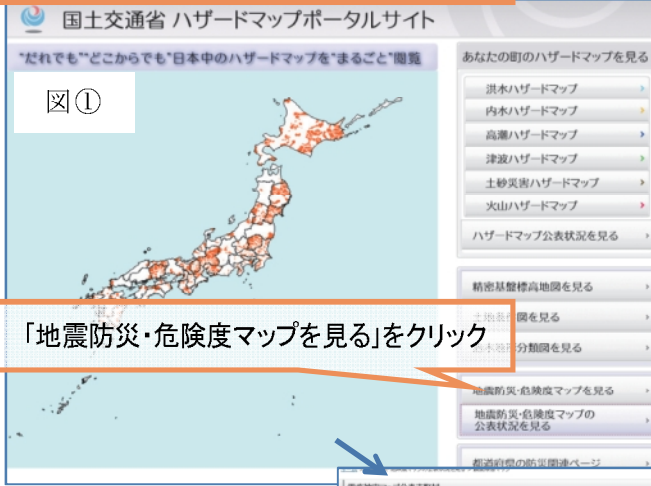 国土交通省 ハザードマップポータルサイト
"だれでも""どこからでも"日本中のハザードマップを"まるごと"閲覧
図①
あなたの町のハザードマップを見る
洪水ハザードマップ
内水ハザードマップ
高潮ハザードマップ
津波ハザードマップ
土砂災害ハザードマップ
火山ハザードマップ
ハザードマップ公表状況を見る
精密基盤標高地図を見る
図を見る
「地震防災・危険度マップを見る」をクリック
分類図を見る
地震防災・危険度マップを見る
地震防災・危険度マップの
公表状況を見る
都道府県の防災関連ページ